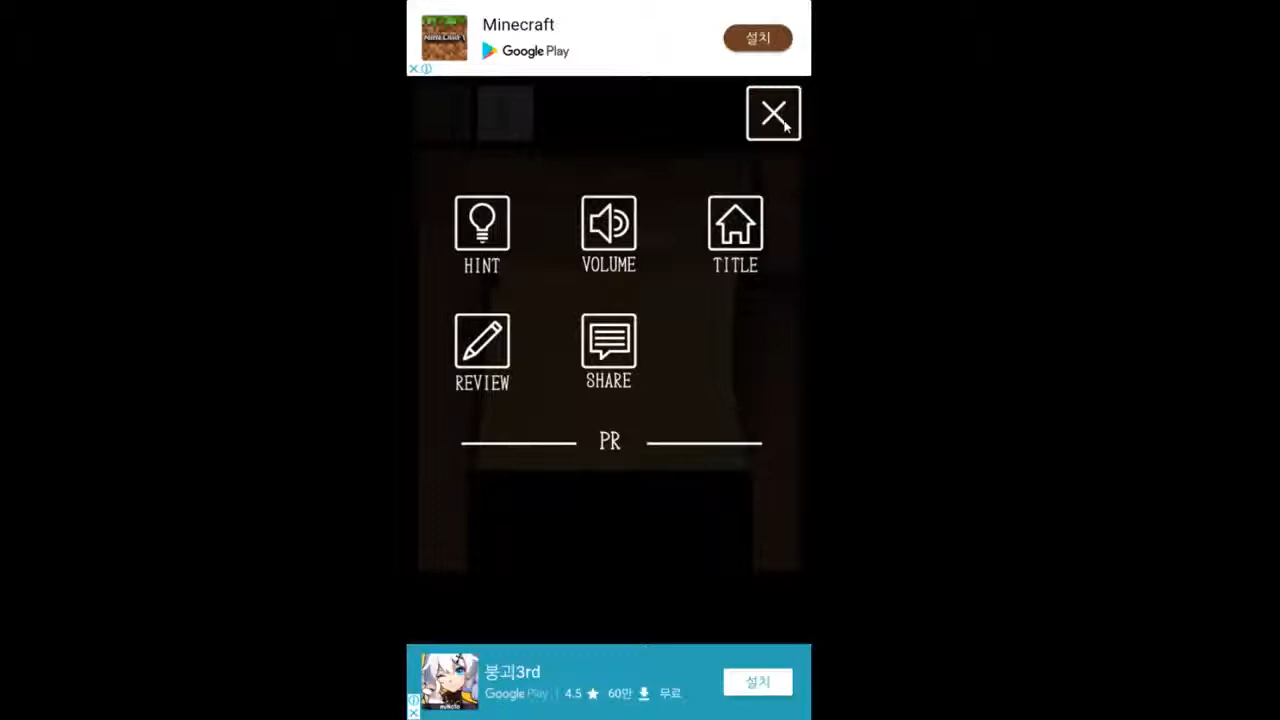 Minecraft
Google Play
설치
MINECRAFT
HINT
VOLUME
TITLE
REVIEW
SHARE
PR
붕괴3rd
Google Play
4.5 ★ 60만 무료
설치